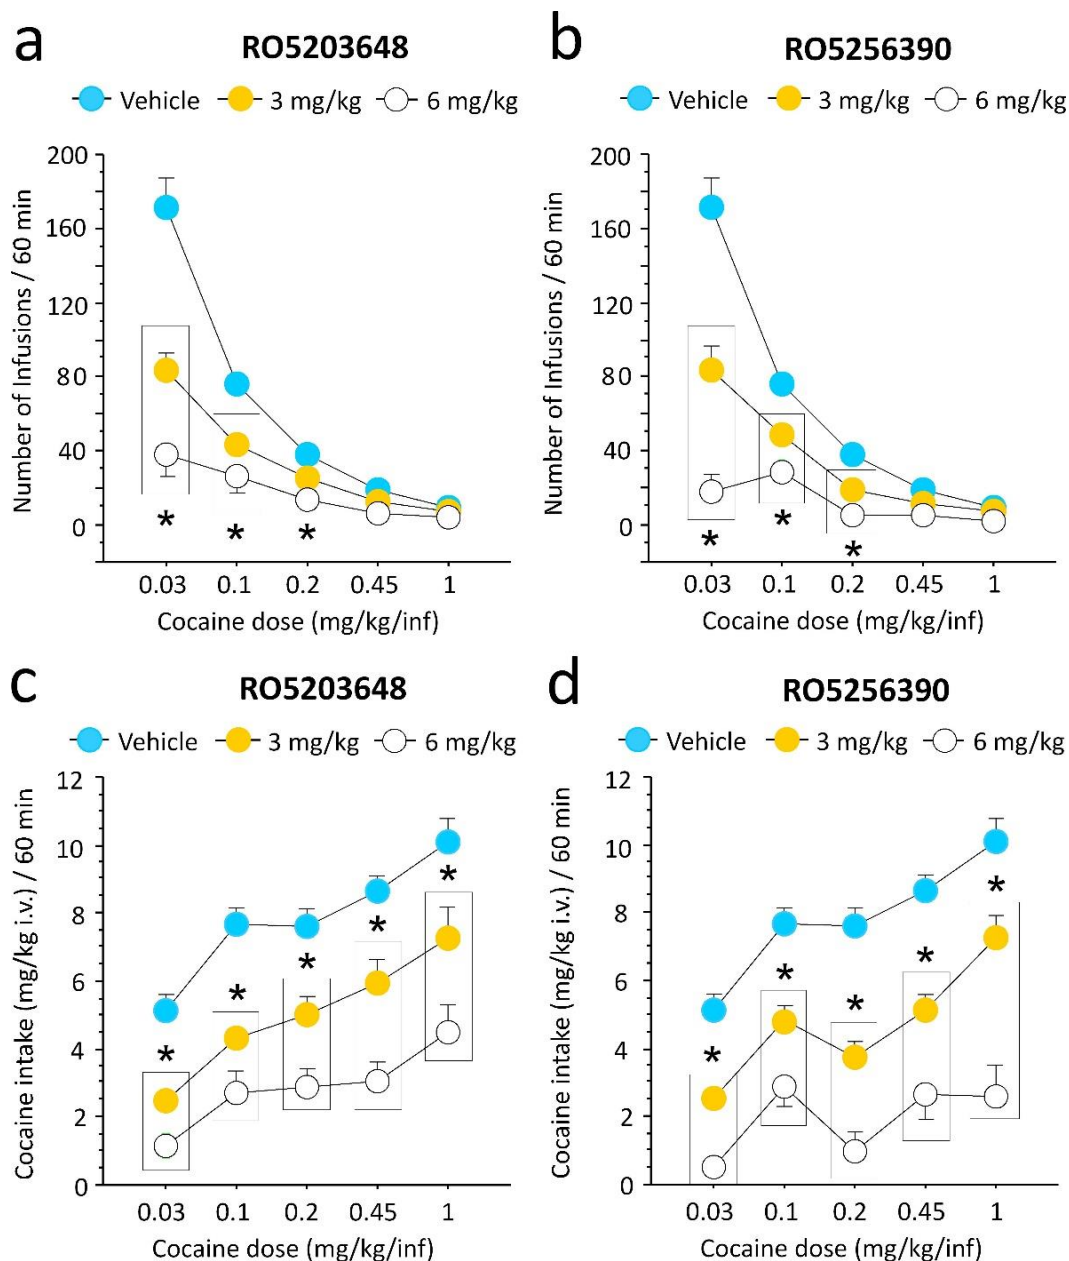 a
RO5203648
Vehicle 3 mg/kg 6 mg/kg
Number of Infusions / 60 min
200
160
120
80
40
0
* * *
0.03 0.1 0.2 0.45 1
Cocaine dose (mg/kg/inf)
b
RO5256390
Vehicle 3 mg/kg 6 mg/kg
Number of Infusions / 60 min
200
160
120
80
40
0
* * *
0.03 0.1 0.2 0.45 1
Cocaine dose (mg/kg/inf)
c
RO5203648
Vehicle 3 mg/kg 6 mg/kg
Cocaine intake (mg/kg i.v.) / 60 min
12
10
8
6
4
2
0
* * * * *
0.03 0.1 0.2 0.45 1
Cocaine dose (mg/kg/inf)
d
RO5256390
Vehicle 3 mg/kg 6 mg/kg
Cocaine intake (mg/kg i.v.) / 60 min
12
10
8
6
4
2
0
* * * * *
0.03 0.1 0.2 0.45 1
Cocaine dose (mg/kg/inf)